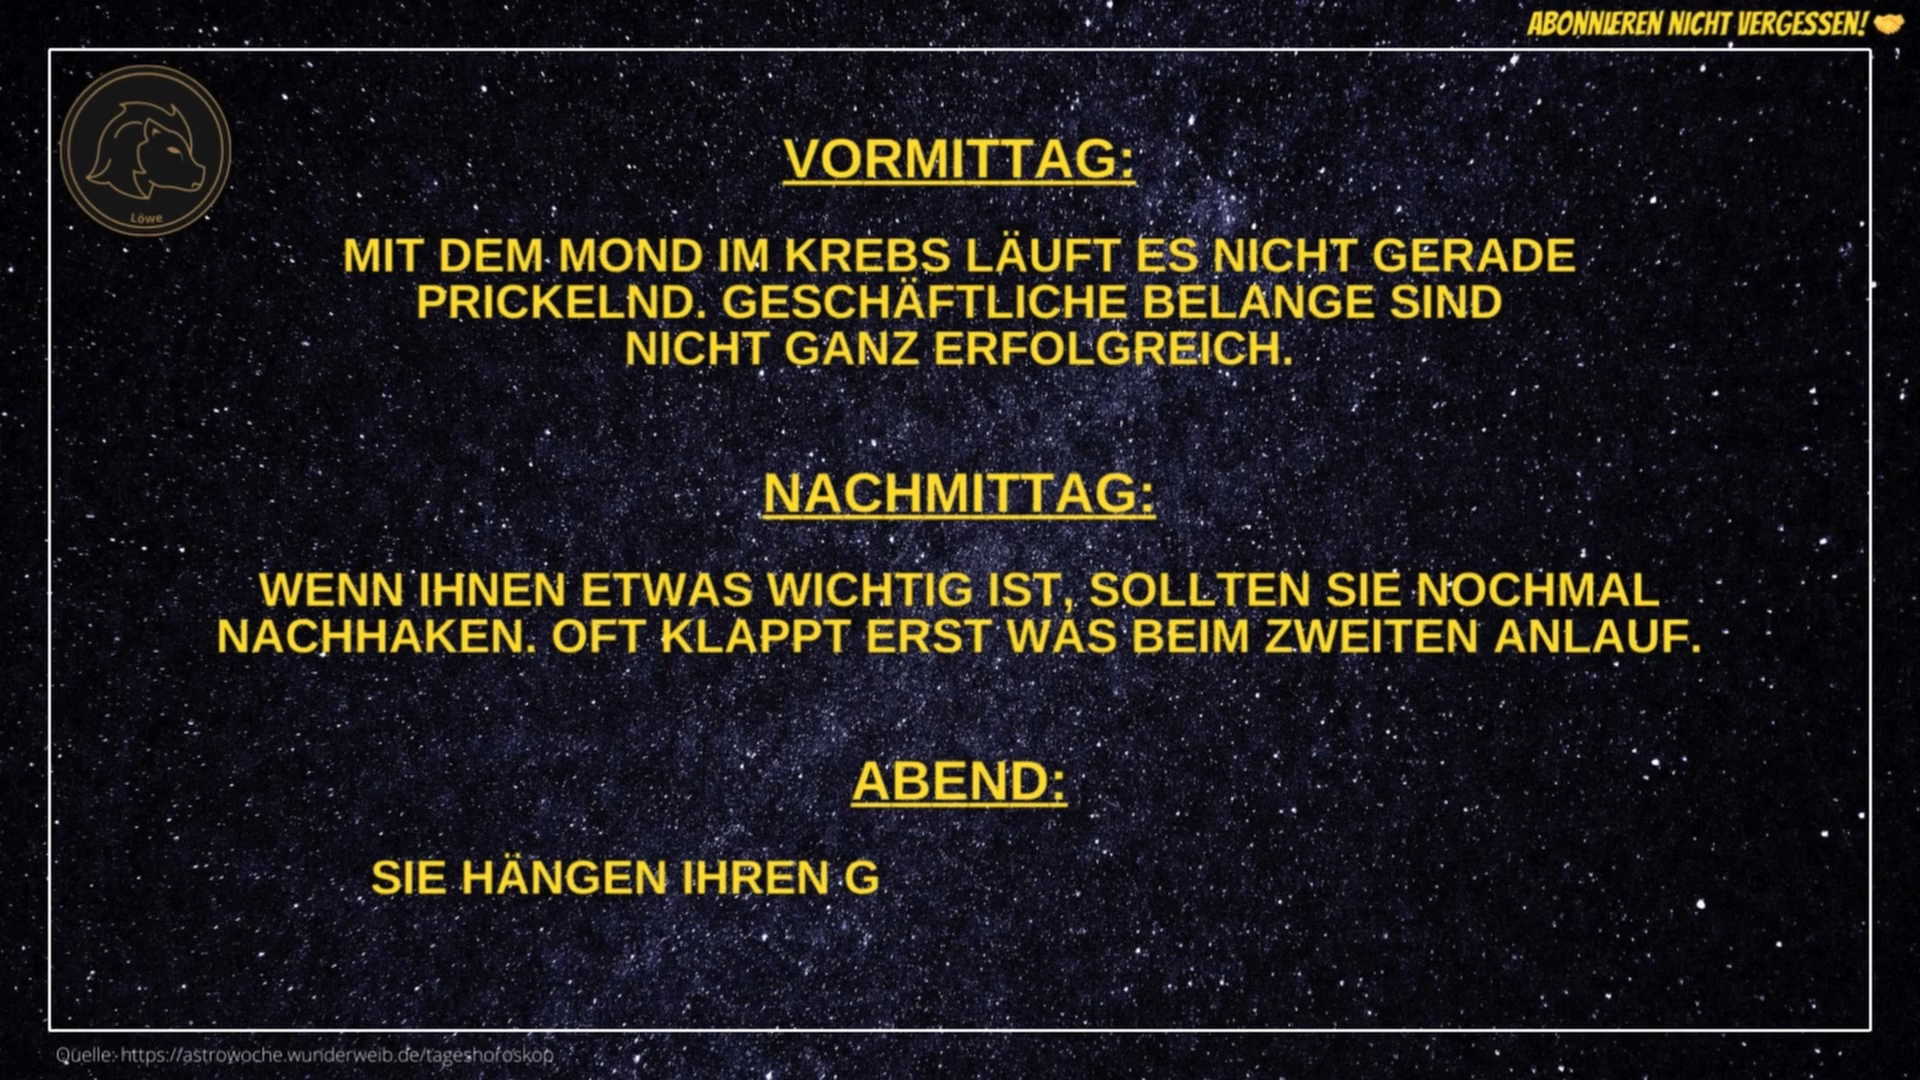 ABONNIEREN NICHT VERGESSEN!
Löwe
VORMITTAG:
MIT DEM MOND IM KREBS LÄUFT ES NICHT GERADE
PRICKELND. GESCHÄFTLICHE BELANGE SIND
NICHT GANZ ERFOLGREICH.
NACHMITTAG:
WENN IHNEN ETWAS WICHTIG IST, SOLLTEN SIE NOCHMAL
NACHHAKEN. OFT KLAPPT ERST WAS BEIM ZWEITEN ANLAUF.
ABEND:
SIE HÄNGEN IHREN G
Quelle: https://astrowoche.wunderweib.de/tageshoroskop